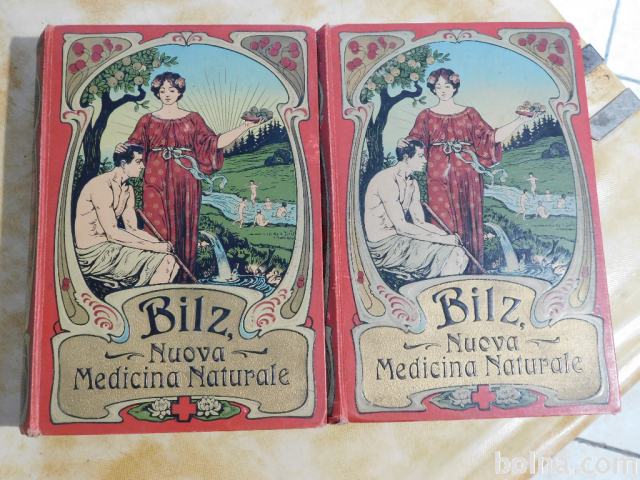 Bilz,
Nuova
Medicina Naturale
Bilz,
Nuova
Medicina Naturale
bolha.com